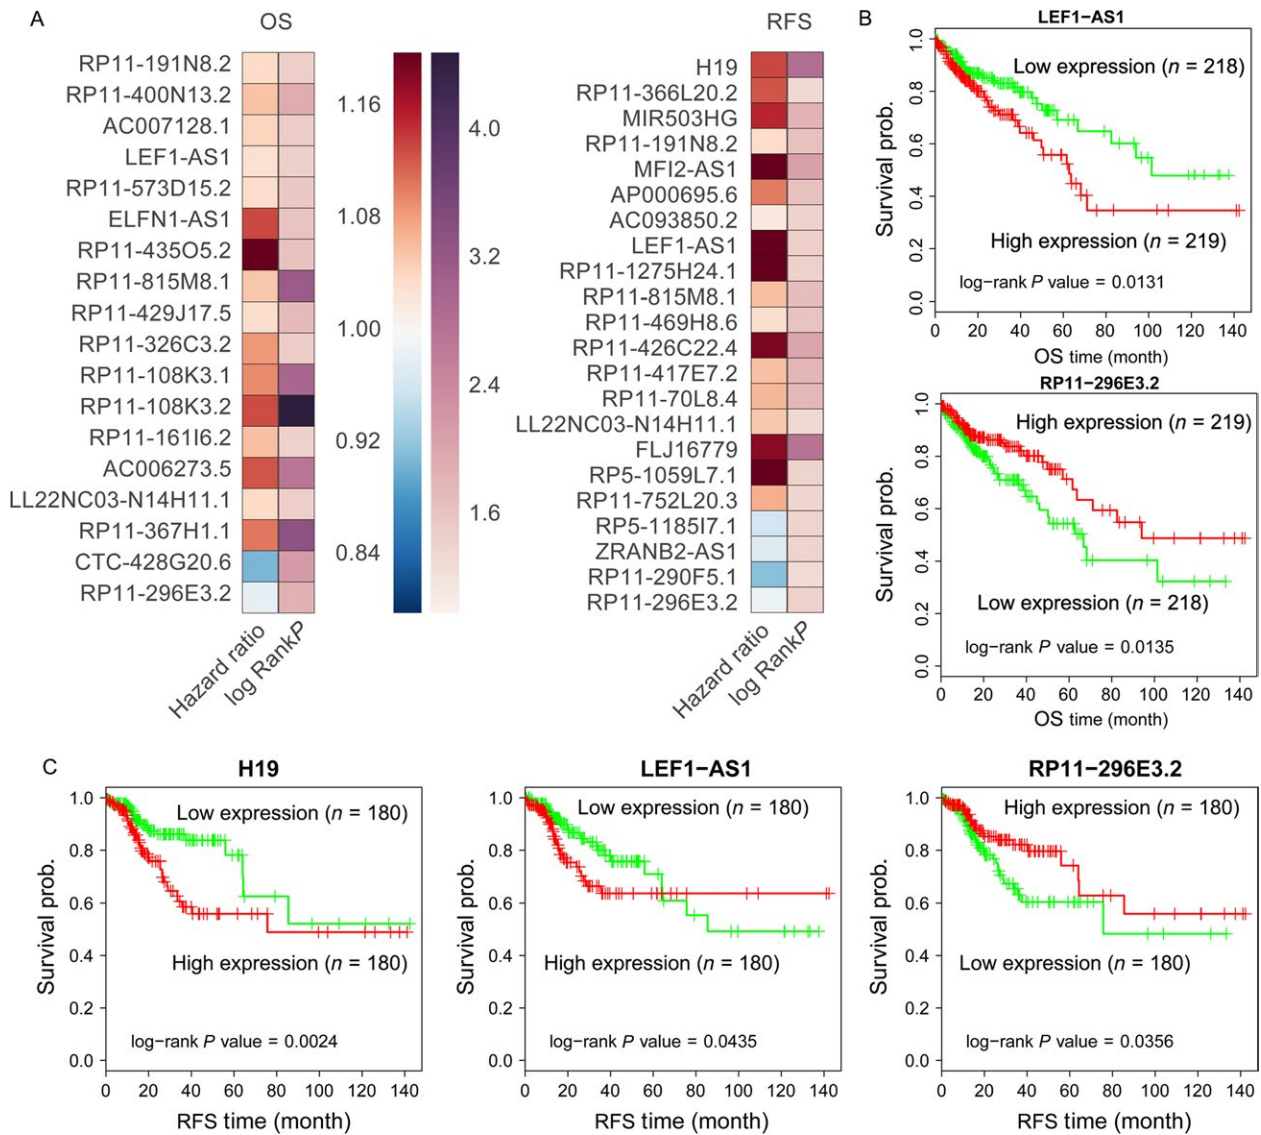 A
OS
RP11-191N8.2
RP11-400N13.2
AC007128.1
LEF1-AS1
RP11-573D15.2
ELFN1-AS1
RP11-435O5.2
RP11-815M8.1
RP11-429J17.5
RP11-326C3.2
RP11-108K3.1
RP11-108K3.2
RP11-161I6.2
AC006273.5
LL22NC03-N14H11.1
RP11-367H1.1
CTC-428G20.6
RP11-296E3.2
Hazard ratio
log RankP
1.16
1.08
1.00
0.92
0.84
4.0
3.2
2.4
1.6
RFS
H19
RP11-366L20.2
MIR503HG
RP11-191N8.2
MFI2-AS1
AP000695.6
AC093850.2
LEF1-AS1
RP11-1275H24.1
RP11-815M8.1
RP11-469H8.6
RP11-426C22.4
RP11-417E7.2
RP11-70L8.4
LL22NC03-N14H11.1
FLJ16779
RP5-1059L7.1
RP11-752L20.3
RP5-1185I7.1
ZRANB2-AS1
RP11-290F5.1
RP11-296E3.2
Hazard ratio
log RankP
B
LEF1−AS1
Survival prob.
1.0
0.8
0.6
0.4
0.2
0.0
Low expression (n = 218)
High expression (n = 219)
log−rank P value = 0.0131
0 20 40 60 80 100 120 140
OS time (month)
RP11−296E3.2
Survival prob.
1.0
0.8
0.6
0.4
0.2
0.0
High expression (n = 219)
Low expression (n = 218)
log−rank P value = 0.0135
0 20 40 60 80 100 120 140
OS time (month)
C
H19
Survival prob.
1.0
0.8
0.6
0.4
0.2
0.0
Low expression (n = 180)
High expression (n = 180)
log−rank P value = 0.0024
0 20 40 60 80 100 120 140
RFS time (month)
LEF1−AS1
Survival prob.
1.0
0.8
0.6
0.4
0.2
0.0
Low expression (n = 180)
High expression (n = 180)
log−rank P value = 0.0435
0 20 40 60 80 100 120 140
RFS time (month)
RP11−296E3.2
Survival prob.
1.0
0.8
0.6
0.4
0.2
0.0
High expression (n = 180)
Low expression (n = 180)
log−rank P value = 0.0356
0 20 40 60 80 100 120 140
RFS time (month)